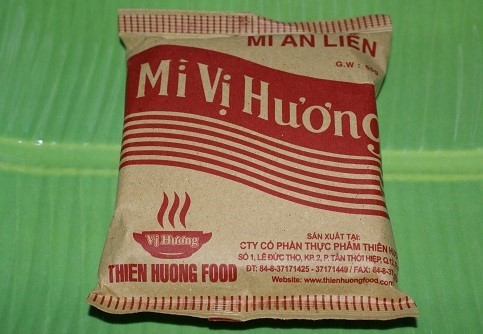 MÌ ĂN LIỀN
G.W :
Mì Vị Hương
Vị Hương
THIEN HUONG FOOD
SẢN XUẤT TẠI:
CTY CỔ PHẦN THỰC PHẨM THIÊN
SỐ 1, LÊ ĐỨC THỌ, KP. 2, P. TÂN THỚI HIỆP,
ĐT: 84-8-37171425 - 37171449 / FAX: 84-8-
Website: www.thienhuongfood.com